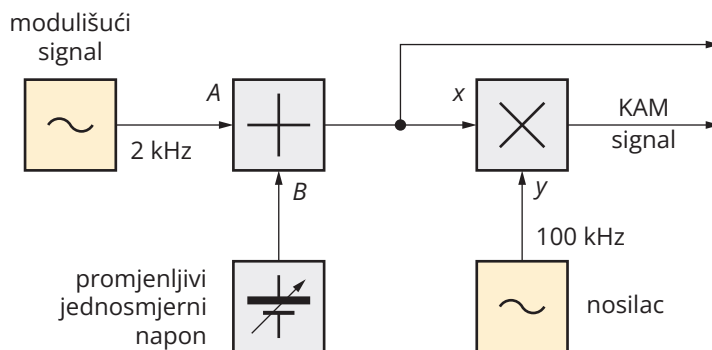 modulišući
signal
A
x
KAM
signal
2 kHz
B
y
100 kHz
promjenljivi
jednosmjerni
napon
nosilac